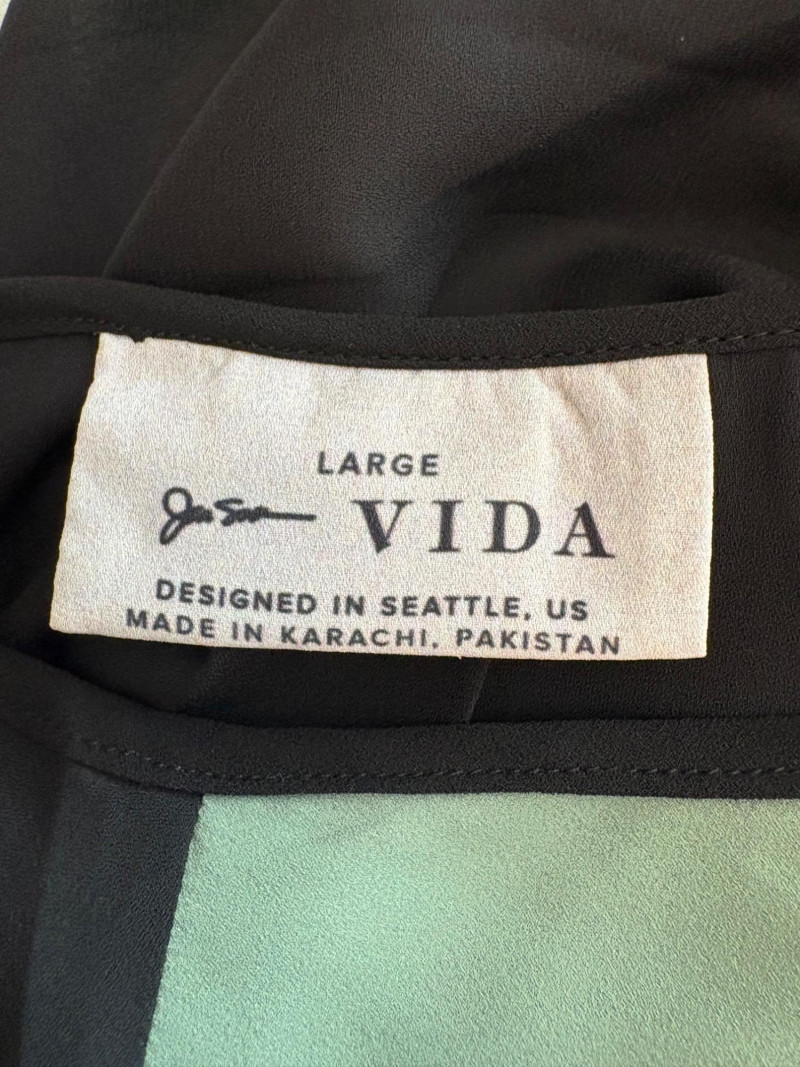 LARGE
VIDA
DESIGNED IN SEATTLE, US
MADE IN KARACHI, PAKISTAN